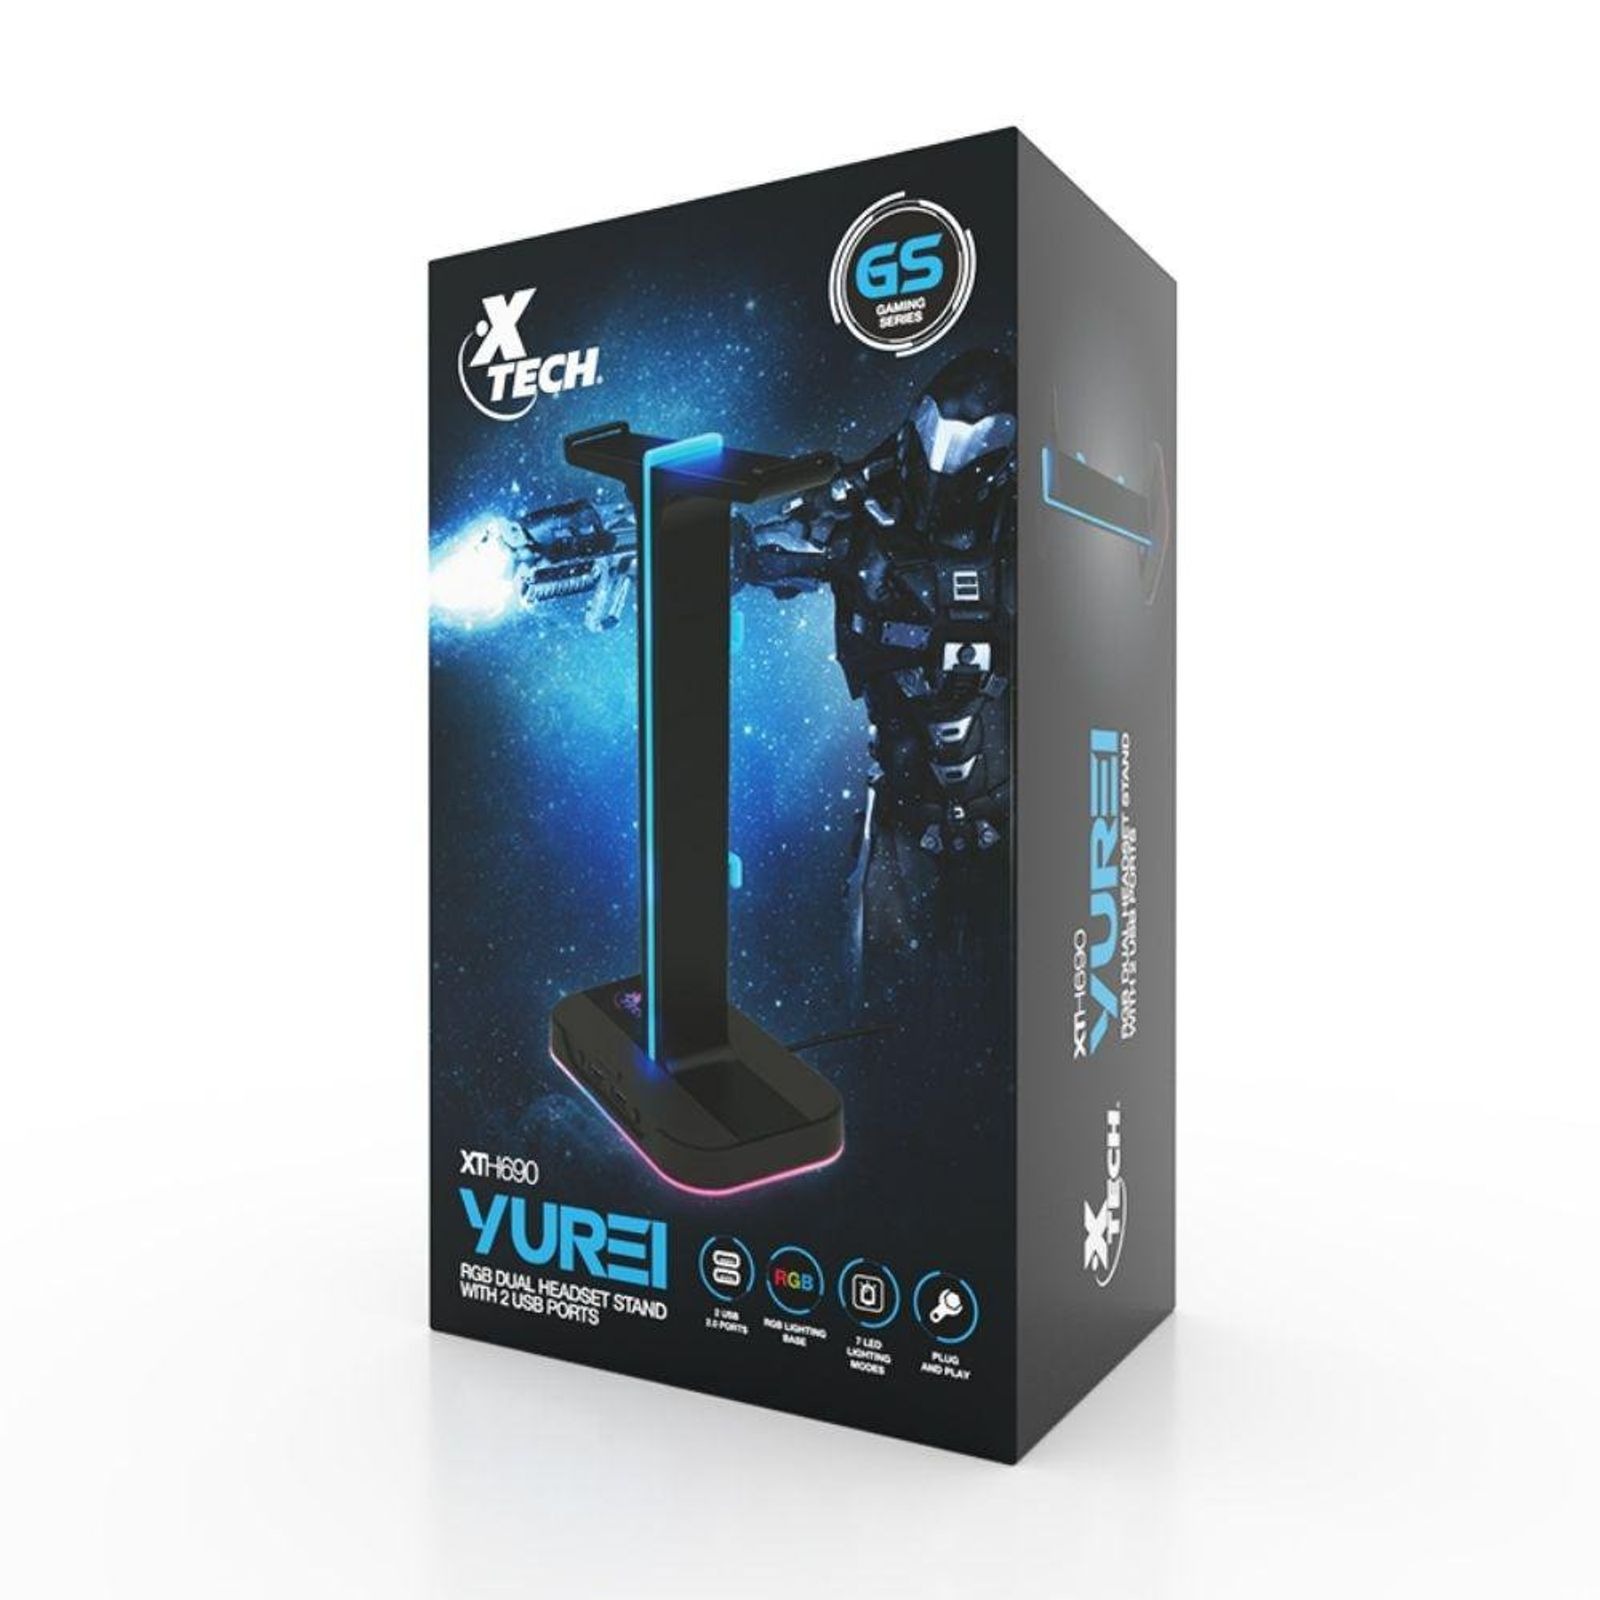 GS
GAMING
SERIES
X
TECH
XTH690
YUREI
RGB DUAL HEADSET STAND
WITH 2 USB PORTS
2 USB
2.0 PORTS
RGB
RGB LIGHTING
BASE
7 LED
LIGHTING
MODES
PLUG
AND PLAY
XTH690
YUREI
RGB DUAL HEADSET STAND
WITH 2 USB PORTS
X
TECH